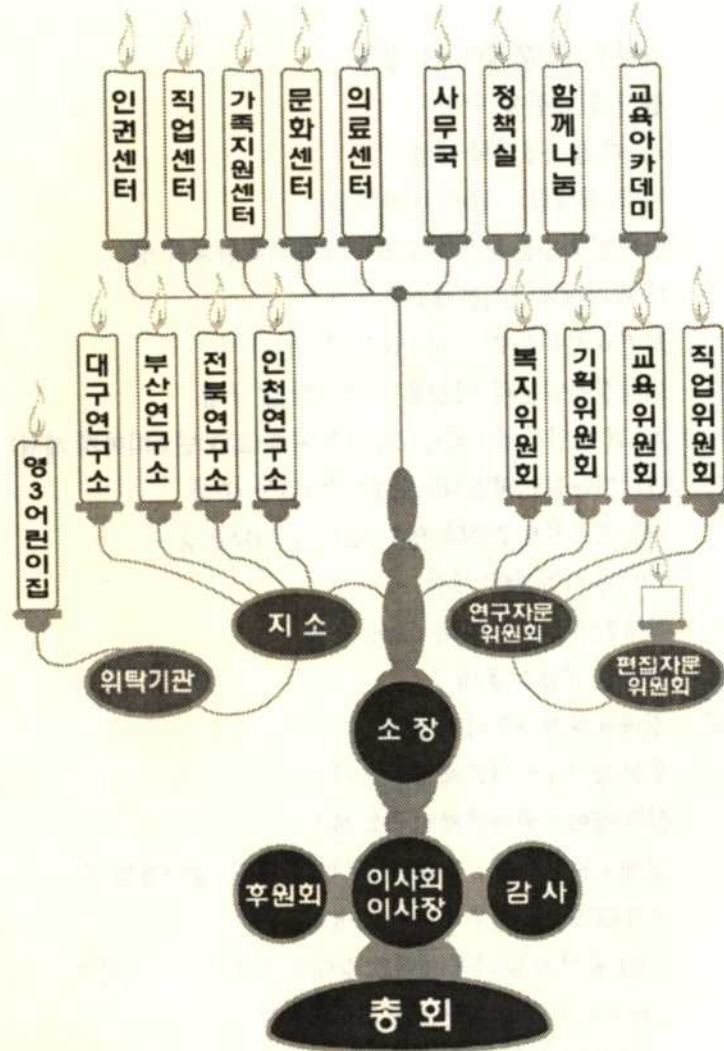 인권센터
직업센터
가족지원센터
문화센터
의료센터
사무국
정책실
함께나눔
교육아카데미
대구연구소
부산연구소
전북연구소
인천연구소
복지위원회
기획위원회
교육위원회
직업위원회
영3어린이집
지소
연구자문
위원회
위탁기관
편집자문
위원회
소장
후원회
이사회
이사장
감사
총회